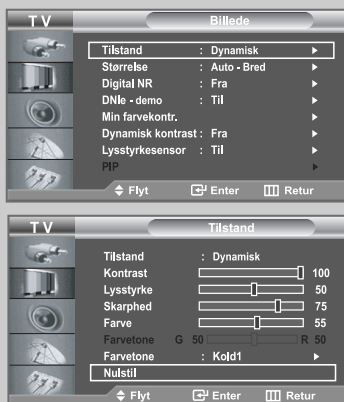 TV Billede
Tilstand : Dynamisk
Størrelse : Auto - Bred
Digital NR : Fra
DNIe - demo : Til
Min farvekontr.
Dynamisk kontrast : Fra
Lysstyrkesensor : Til
PIP
Flyt Enter Retur
TV Tilstand
Tilstand : Dynamisk
Kontrast 100
Lysstyrke 50
Skarphed 75
Farve 55
Farvetone G 50 R 50
Farvetone : Kold1
Nulstil
Flyt Enter Retur